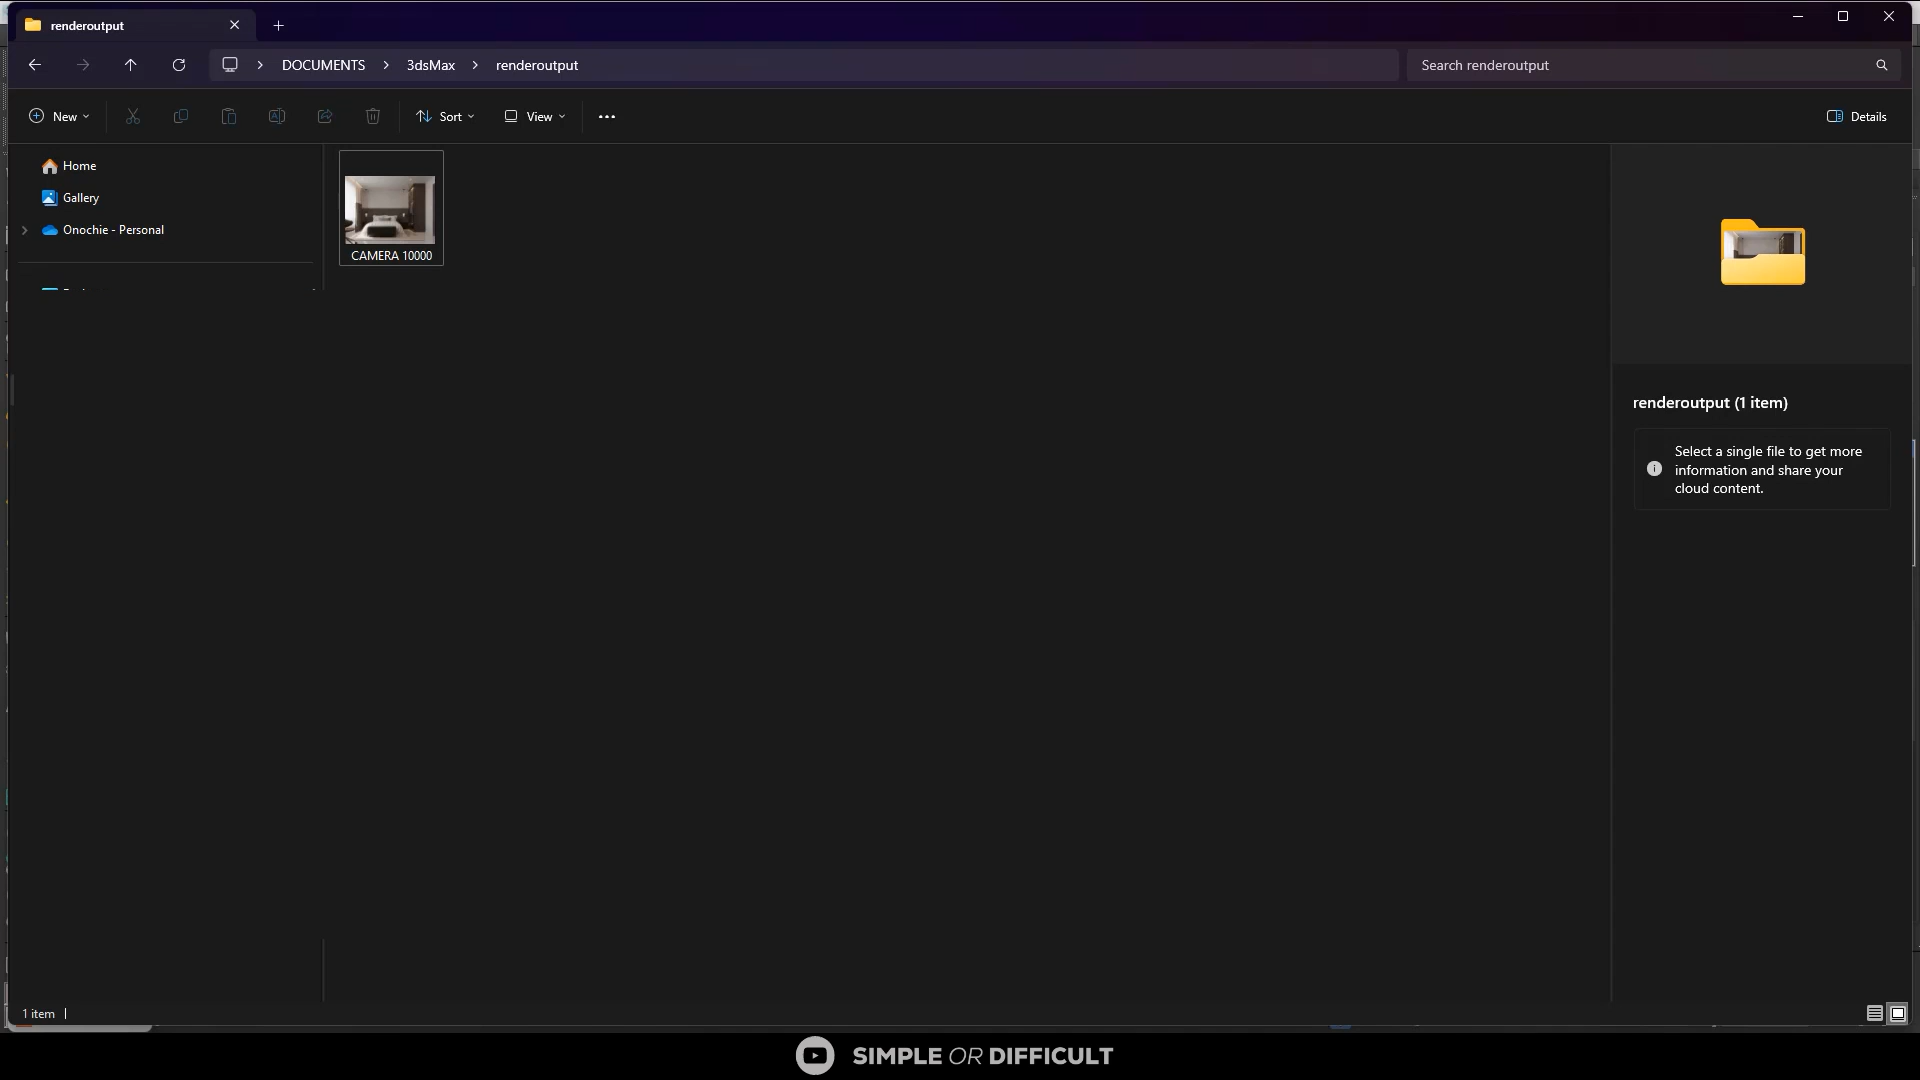 renderoutput
DOCUMENTS
3dsMax
renderoutput
Search renderoutput
New
Sort
View
Details
Home
Gallery
Onochie - Personal
CAMERA 10000
renderoutput (1 item)
Select a single file to get more
information and share your
cloud content.
1 item
SIMPLE OR DIFFICULT